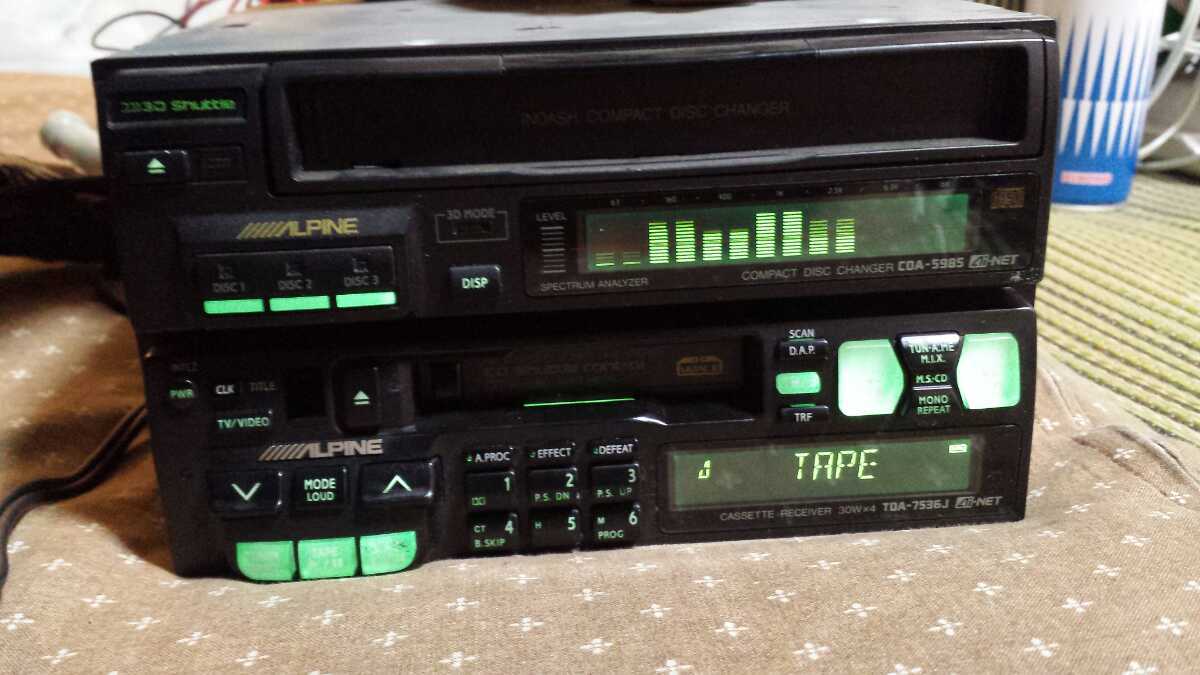 3D Shuttle
INDASH COMPACT DISC CHANGER
ALPINE
3D MODE
LEVEL
DISC 1 DISC 2 DISC 3
DISP
SPECTRUM ANALYZER
COMPACT DISC CHANGER CDA-5985 Ai-NET
PWR
CLK TITLE
TV/VIDEO
SCAN
D.A.P.
TRF
M.I.X.
M.S.-CD
MONO
REPEAT
ALPINE
MODE
LOUD
A.PROC EFFECT DEFEAT
1 2 3
P.S. DN P.S. UP
CT 4 H 5 M 6
B.SKIP PROG
TAPE
CASSETTE RECEIVER 30W×4 TDA-7536J Ai-NET